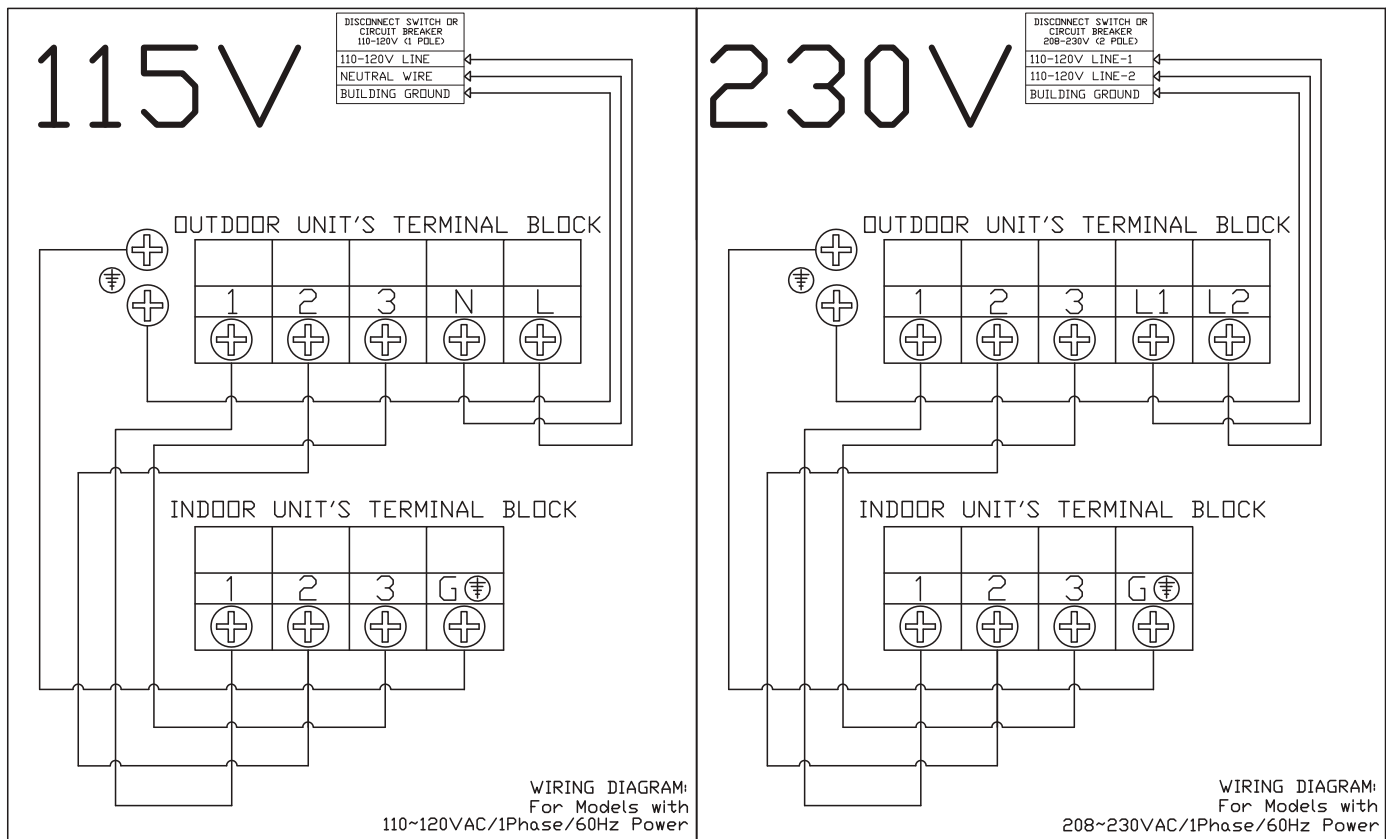 115V
DISCONNECT SWITCH OR
CIRCUIT BREAKER
110-120V (1 POLE)
110-120V LINE
NEUTRAL WIRE
BUILDING GROUND
OUTDOOR UNIT'S TERMINAL BLOCK
1 2 3 N L
INDOOR UNIT'S TERMINAL BLOCK
1 2 3 G
WIRING DIAGRAM:
For Models with
110~120VAC/1Phase/60Hz Power
230V
DISCONNECT SWITCH OR
CIRCUIT BREAKER
208-230V (2 POLE)
110-120V LINE-1
110-120V LINE-2
BUILDING GROUND
OUTDOOR UNIT'S TERMINAL BLOCK
1 2 3 L1 L2
INDOOR UNIT'S TERMINAL BLOCK
1 2 3 G
WIRING DIAGRAM:
For Models with
208~230VAC/1Phase/60Hz Power